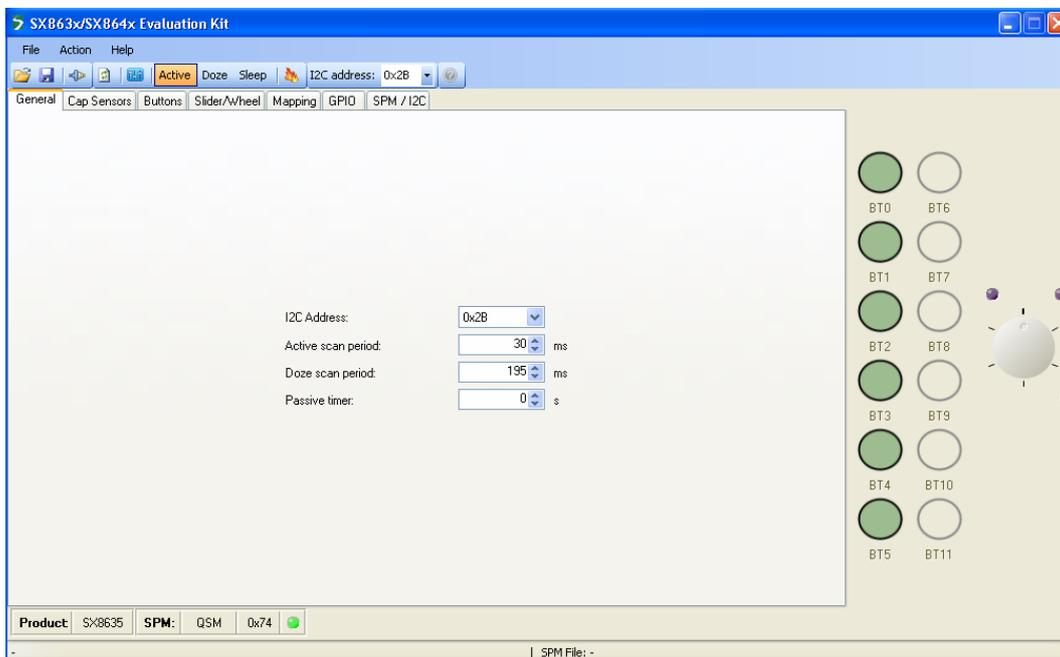 SX863x/SX864x Evaluation Kit
File Action Help
Active Doze Sleep I2C address: 0x2B
General Cap Sensors Buttons Slider/Wheel Mapping GPIO SPM / I2C
I2C Address: 0x2B
Active scan period: 30 ms
Doze scan period: 195 ms
Passive timer: 0 s
BT0 BT6
BT1 BT7
BT2 BT8
BT3 BT9
BT4 BT10
BT5 BT11
Product SX8635 SPM: QSM 0x74
- | SPM File: -